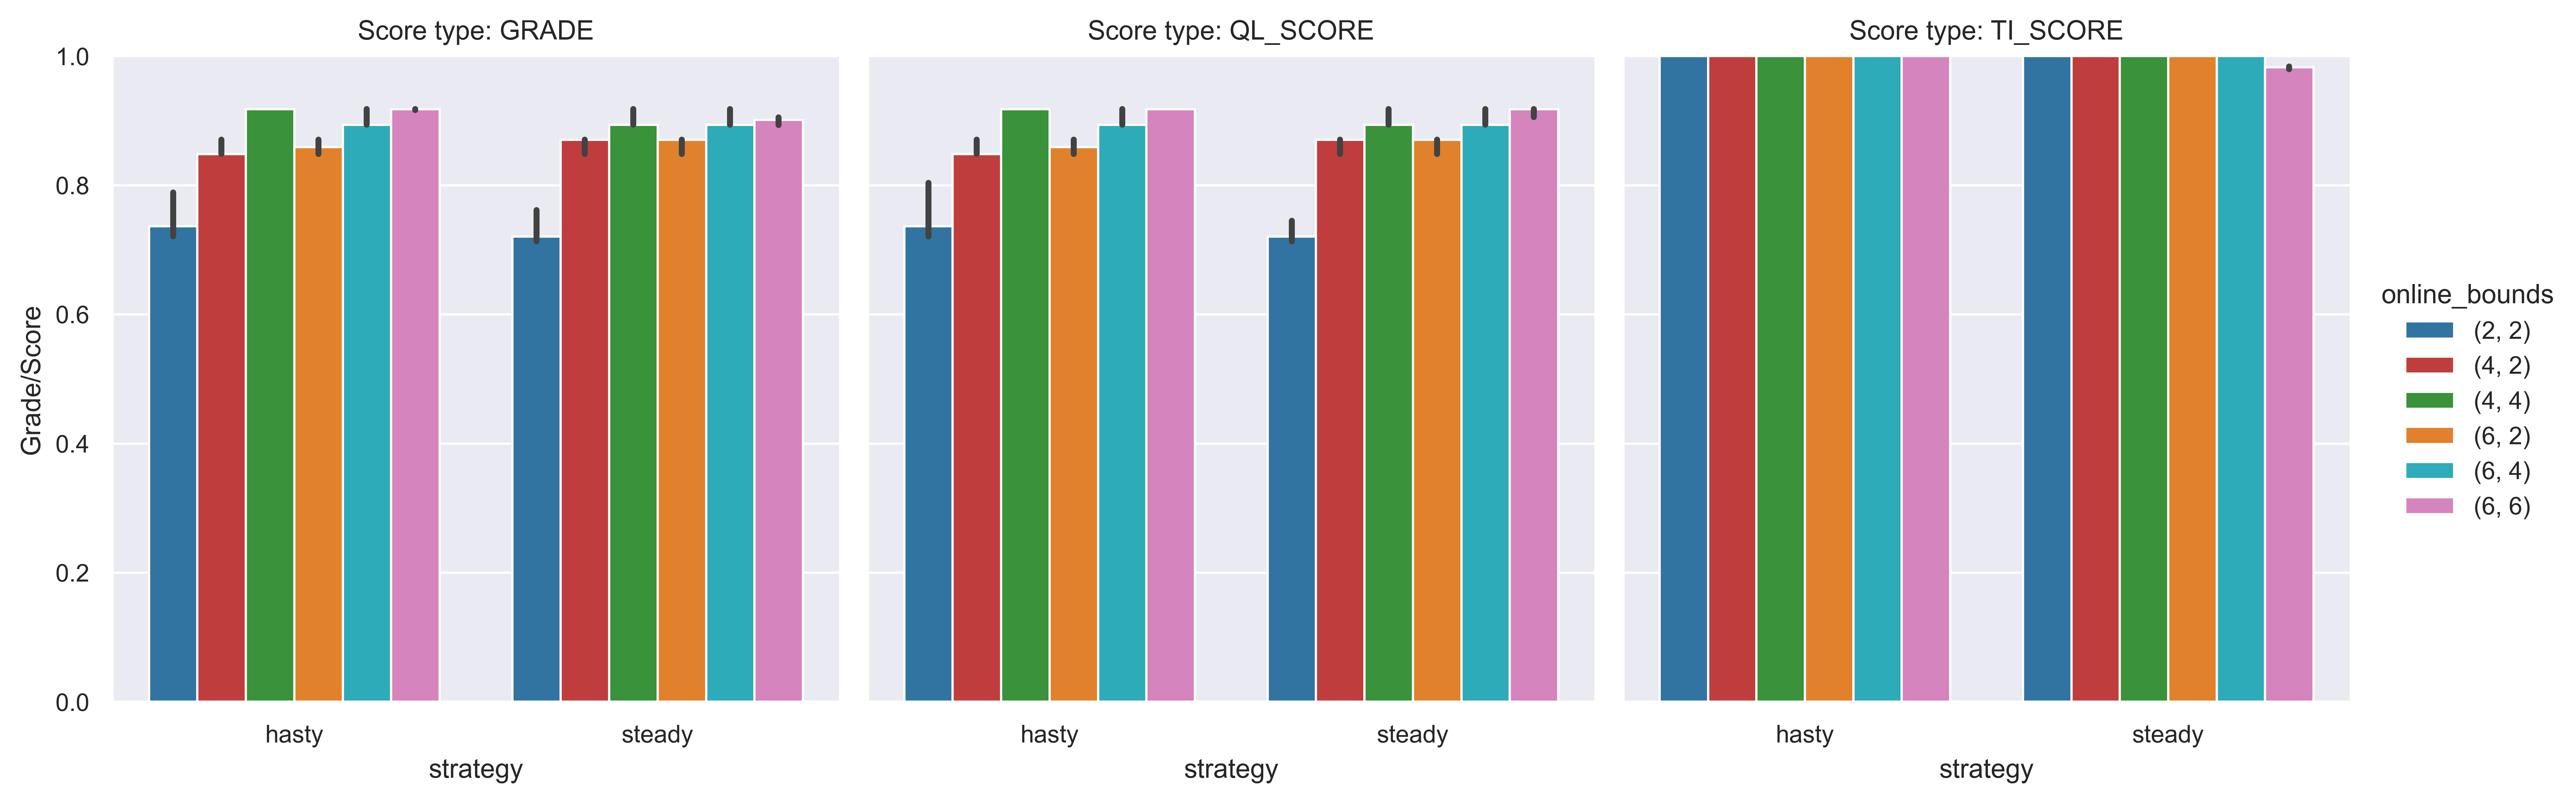 Score type: GRADE
Score type: QL_SCORE
Score type: TI_SCORE
Grade/Score
1.0
0.8
0.6
0.4
0.2
0.0
hasty
steady
hasty
steady
hasty
steady
strategy
strategy
strategy
online_bounds
(2, 2)
(4, 2)
(4, 4)
(6, 2)
(6, 4)
(6, 6)